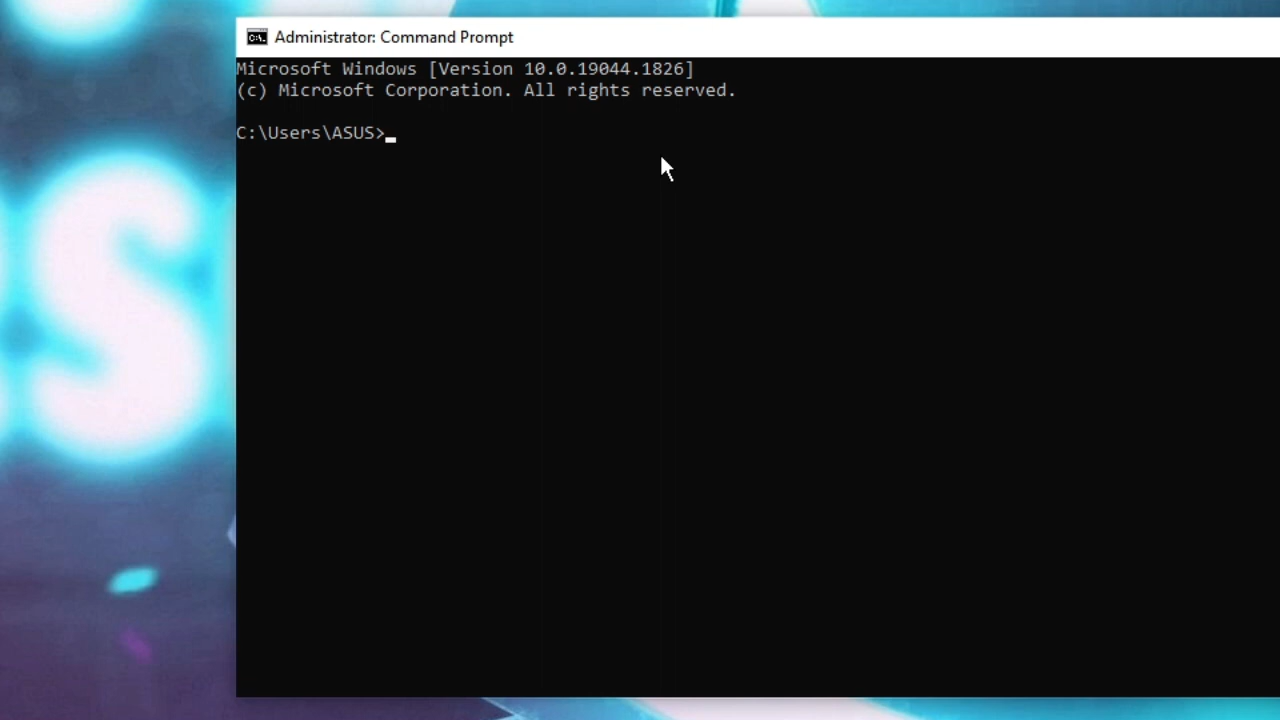 Administrator: Command Prompt
Microsoft Windows [Version 10.0.19044.1826]
(c) Microsoft Corporation. All rights reserved.
C:\Users\ASUS>
S